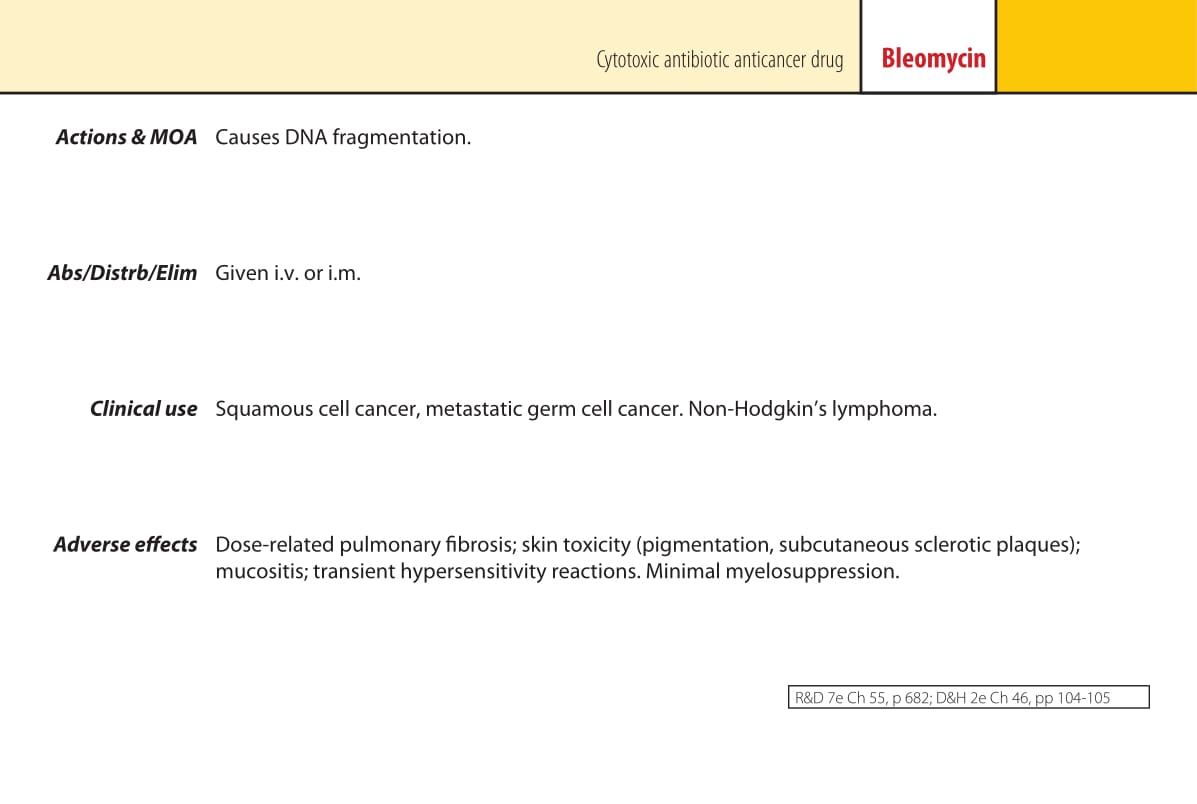 Cytotoxic antibiotic anticancer drug Bleomycin
Actions & MOA Causes DNA fragmentation.
Abs/Distrb/Elim Given i.v. or i.m.
Clinical use Squamous cell cancer, metastatic germ cell cancer. Non-Hodgkin’s lymphoma.
Adverse effects Dose-related pulmonary fibrosis; skin toxicity (pigmentation, subcutaneous sclerotic plaques);
mucositis; transient hypersensitivity reactions. Minimal myelosuppression.
R&D 7e Ch 55, p 682; D&H 2e Ch 46, pp 104-105